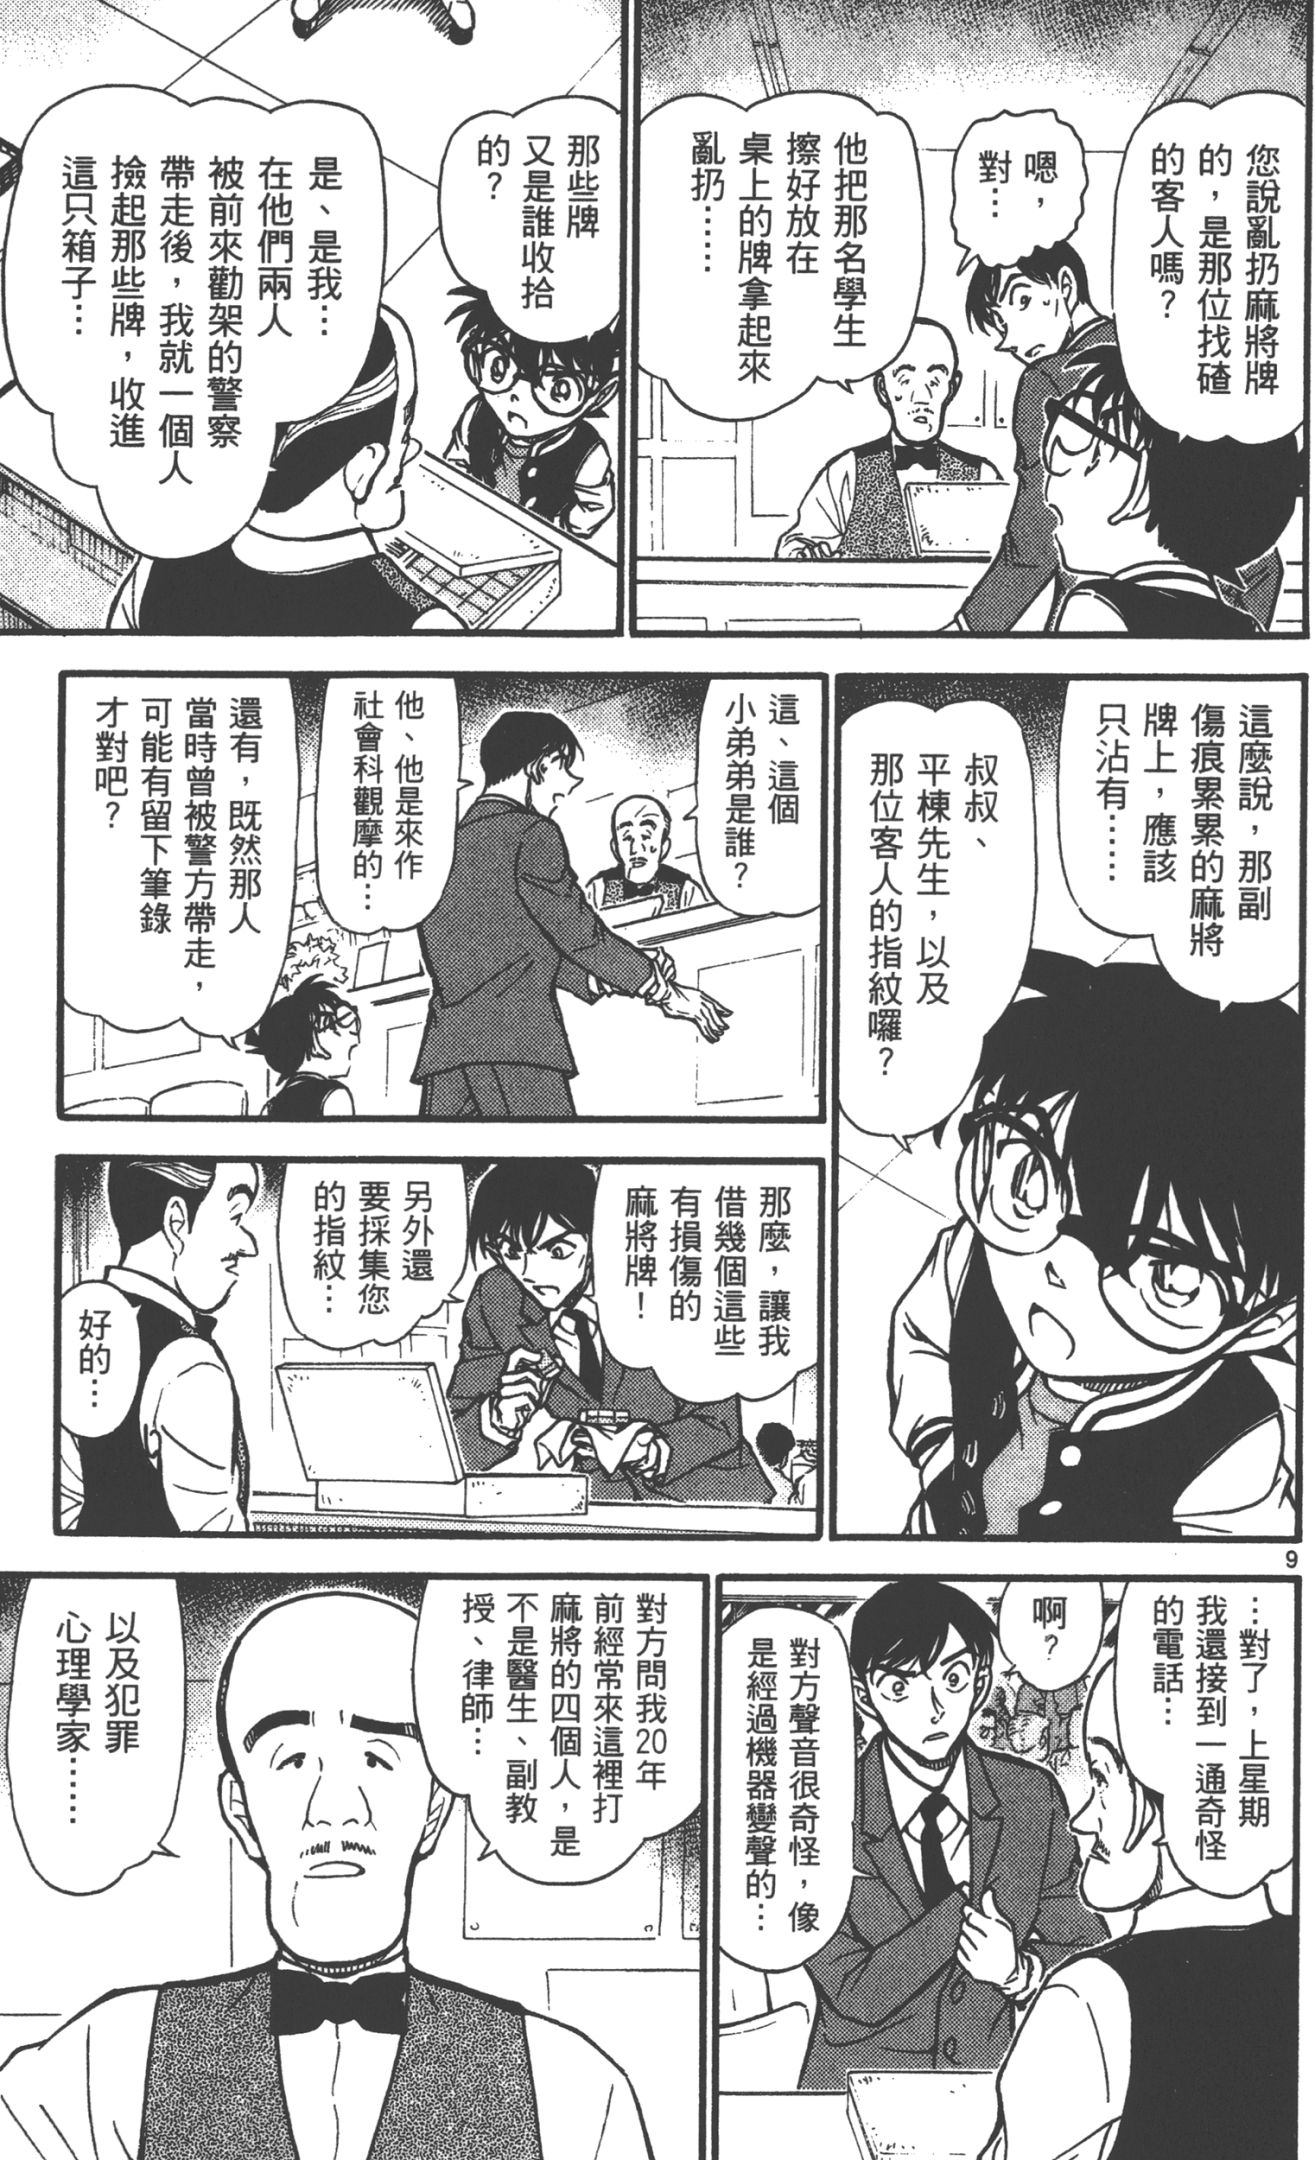 您說亂扔麻將牌
的，是那位找碴
的客人嗎？
嗯，
對…
他把那名學生
擦好放在
桌上的牌拿起來
亂扔……
那些牌
又是誰收拾
的？
是、是我…
在他們兩人
被前來勸架的警察
帶走後，我就一個人
撿起那些牌，收進
這只箱子…
這麼說，那副
傷痕累累的麻將
牌上，應該
只沾有……
叔叔、
平棟先生，以及
那位客人的指紋囉？
這、這個
小弟弟是誰？
他、他是來作
社會科觀摩的…
還有，既然那人
當時曾被警方帶走，
可能有留下筆錄
才對吧？
那麼，讓我
借幾個這些
有損傷的
麻將牌！
另外還
要採集您
的指紋…
好的…
9
…對了，上星期
我還接到一通奇怪
的電話…
啊？
對方聲音很奇怪，像
是經過機器變聲的…
對方問我20年
前經常來這裡打
麻將的四個人，是
不是醫生、副教
授、律師…
以及犯罪
心理學家……